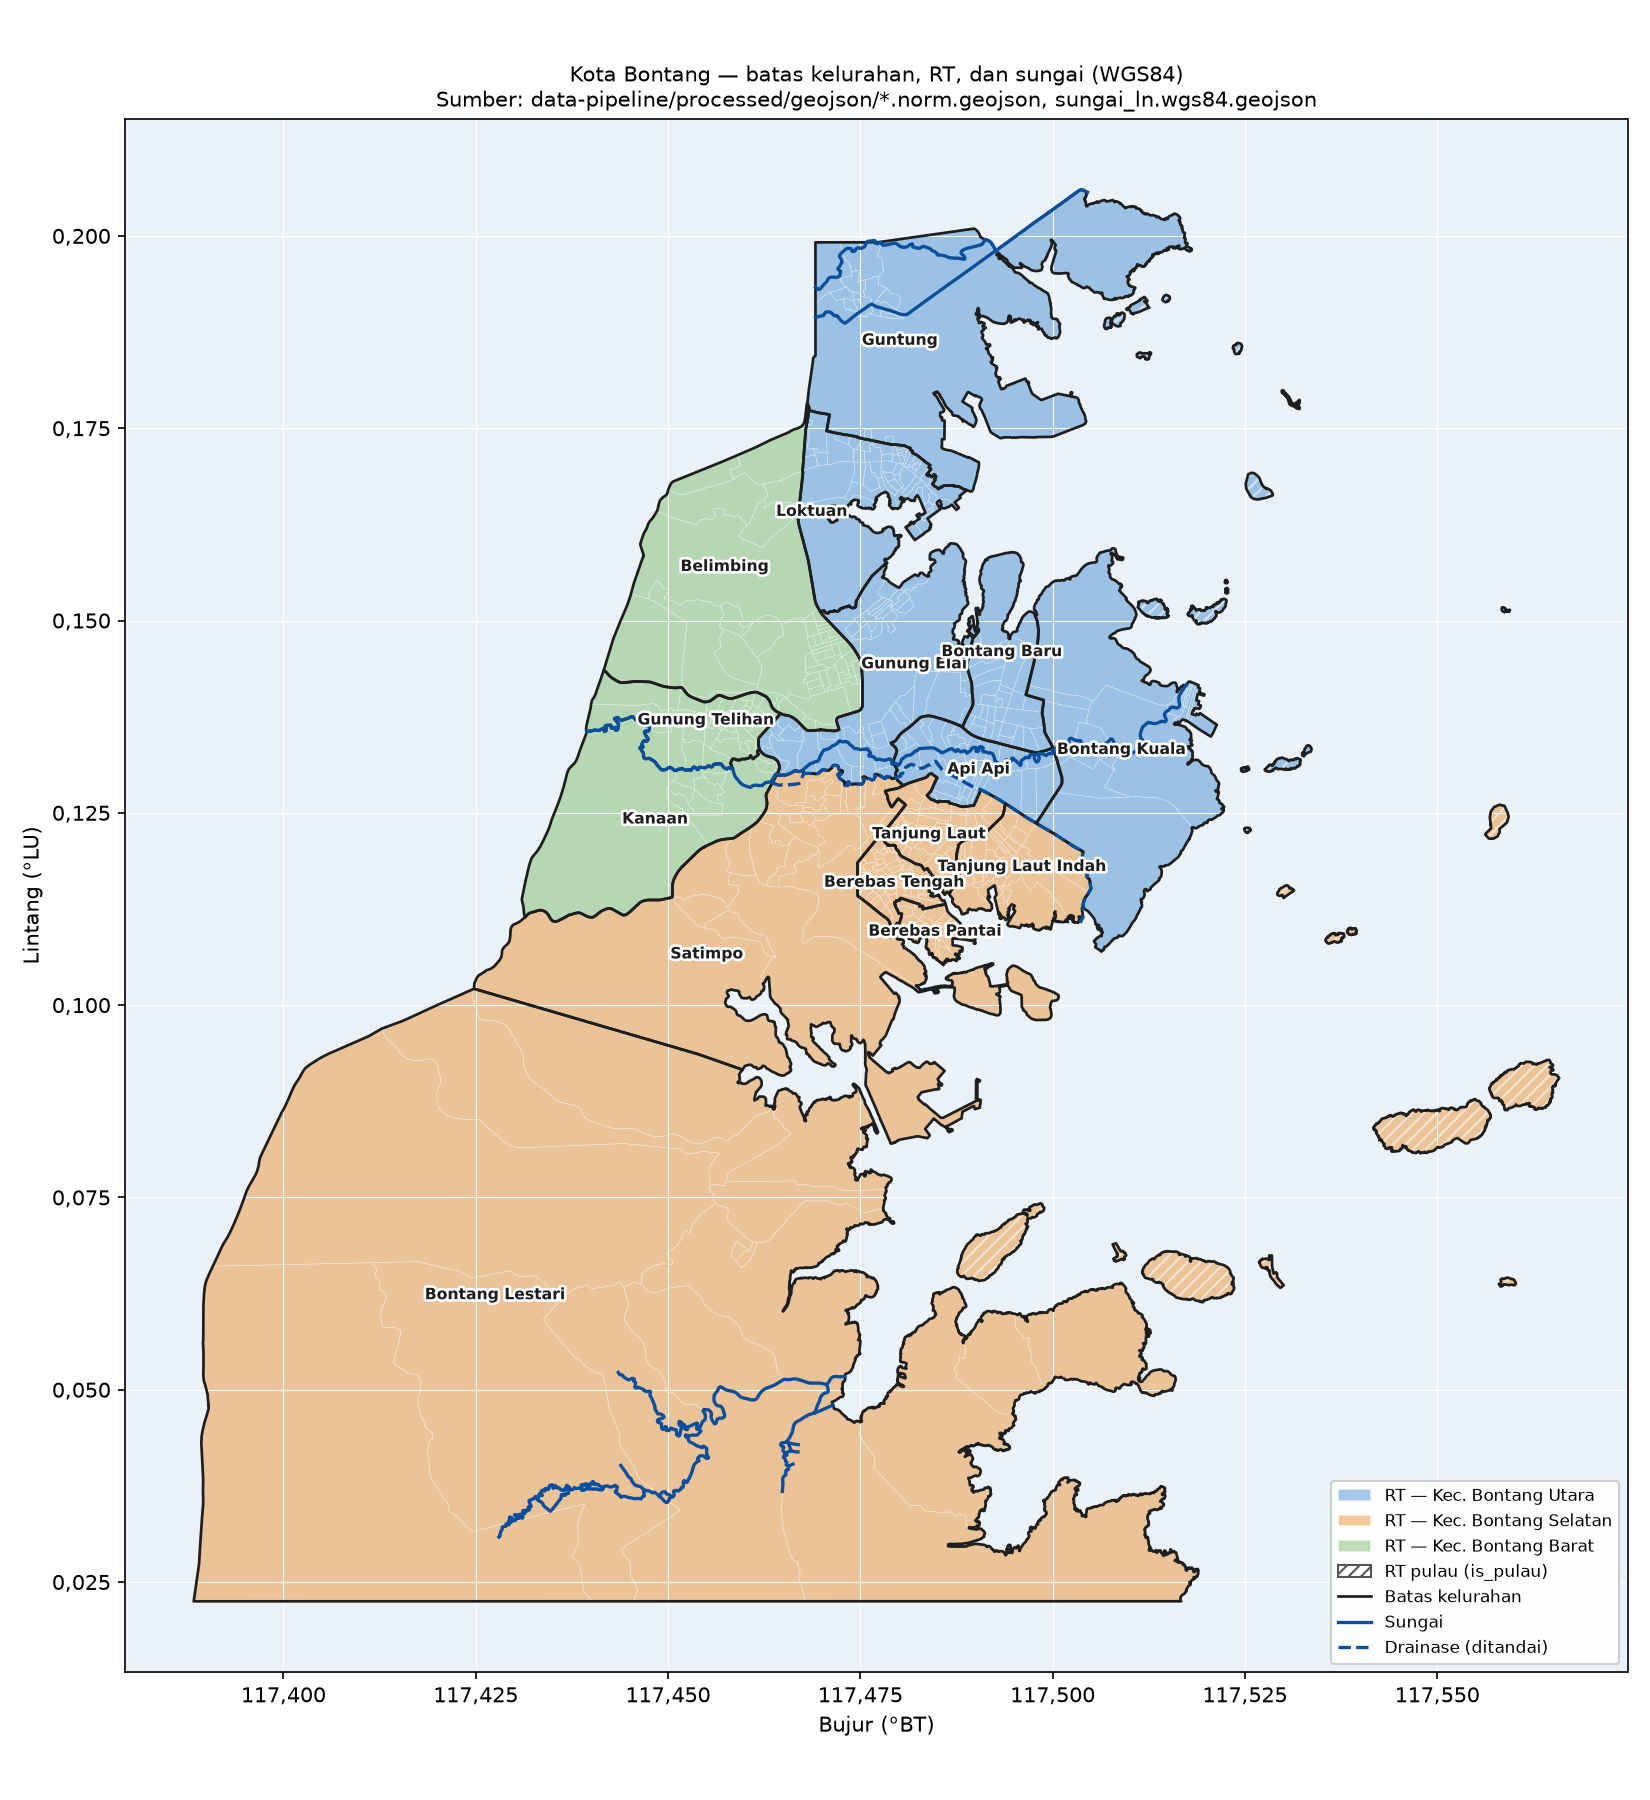 Kota Bontang — batas kelurahan, RT, dan sungai (WGS84)
Sumber: data-pipeline/processed/geojson/*.norm.geojson, sungai_ln.wgs84.geojson
0,200
0,175
0,150
0,125
0,100
0,075
0,050
0,025
Lintang (°LU)
Guntung
Loktuan
Belimbing
Bontang Baru
Gunung Elai
Gunung Telihan
Bontang Kuala
Api Api
Kanaan
Tanjung Laut
Tanjung Laut Indah
Berebas Tengah
Berebas Pantai
Satimpo
Bontang Lestari
RT — Kec. Bontang Utara
RT — Kec. Bontang Selatan
RT — Kec. Bontang Barat
RT pulau (is_pulau)
Batas kelurahan
Sungai
Drainase (ditandai)
117,400
117,425
117,450
117,475
117,500
117,525
117,550
Bujur (°BT)